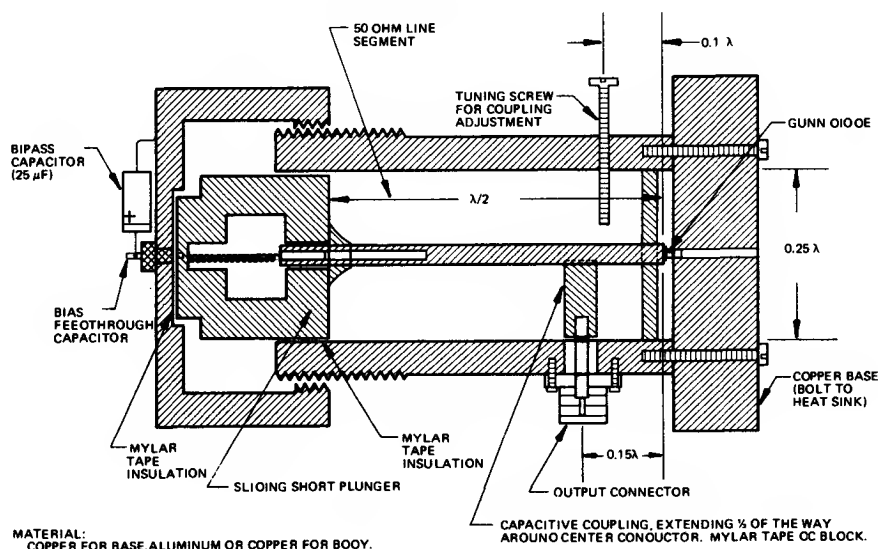 50 OHM LINE
SEGMENT
0.1 λ
TUNING SCREW
FOR COUPLING
ADJUSTMENT
GUNN OIOOE
BIPASS
CAPACITOR
(25 µF)
λ/2
0.25λ
BIAS
FEEOTHROUGH
CAPACITOR
COPPER BASE
(BOLT TO
HEAT SINK)
MYLAR
TAPE
INSULATION
MYLAR
TAPE
INSULATION
0.15λ
SLIOING SHORT PLUNGER
OUTPUT CONNECTOR
MATERIAL:
COPPER FOR BASE ALUMINUM OR COPPER FOR BOOY.
CAPACITIVE COUPLING, EXTENDING ½ OF THE WAY
AROUNO CENTER CONOUCTOR. MYLAR TAPE OC BLOCK.